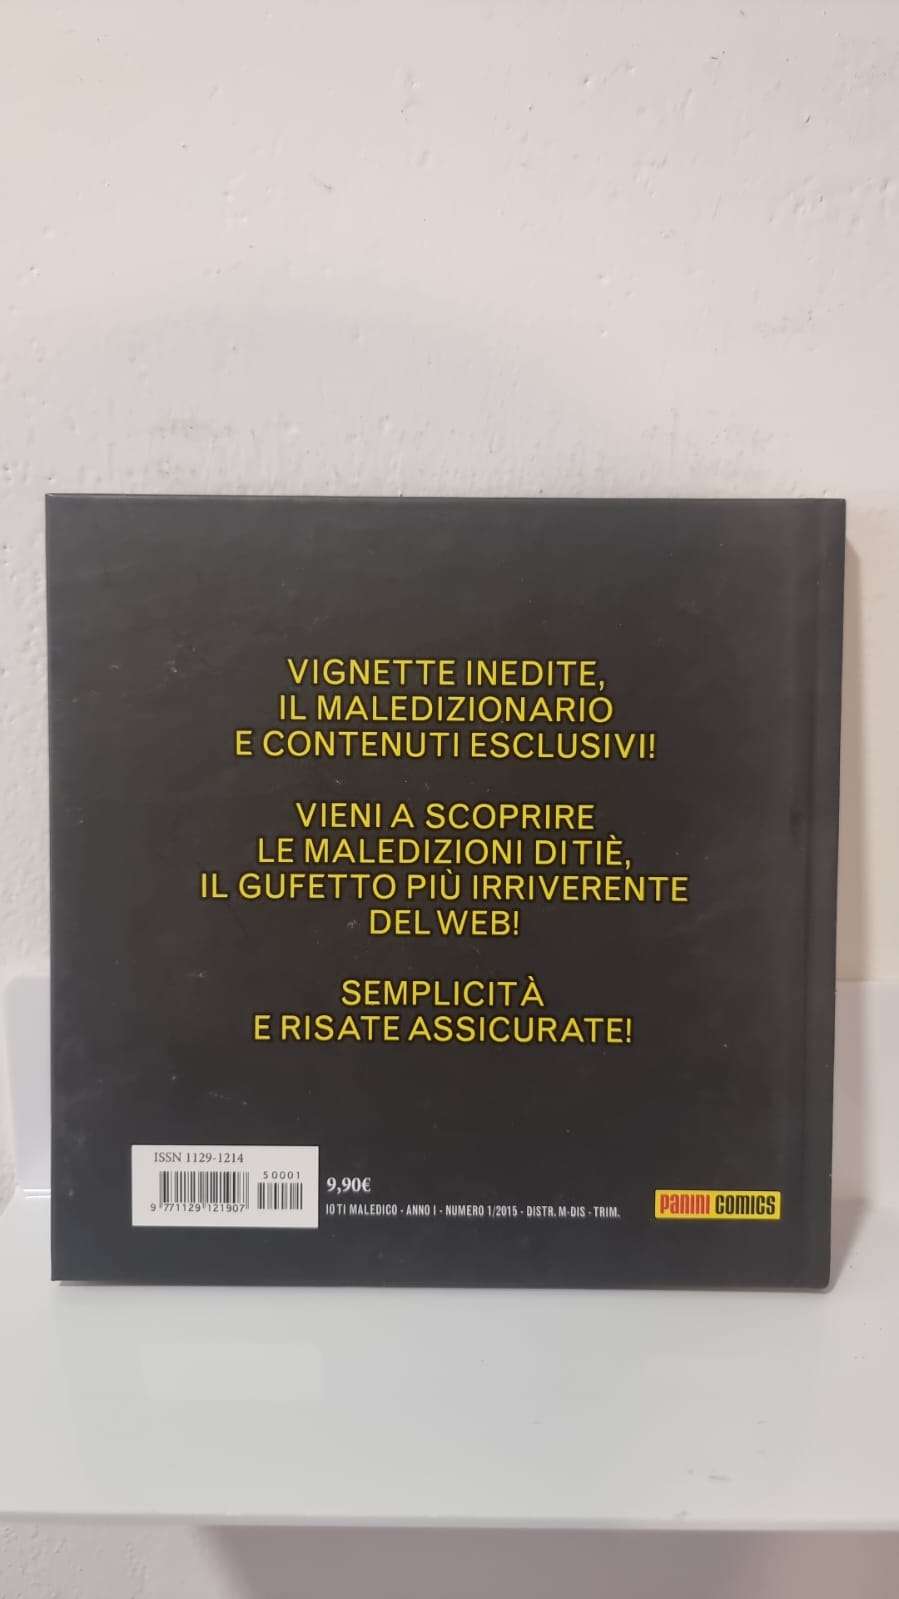 VIGNETTE INEDITE,
IL MALEDIZIONARIO
E CONTENUTI ESCLUSIVI!
VIENI A SCOPRIRE
LE MALEDIZIONI DI TIÈ,
IL GUFETTO PIÙ IRRIVERENTE
DEL WEB!
SEMPLICITÀ
E RISATE ASSICURATE!
ISSN 1129-1214
50001
9 771129 121907
9,90€
IO TI MALEDICO - ANNO I - NUMERO 1/2015 - DISTR. M-DIS - TRIM.
PANINI COMICS